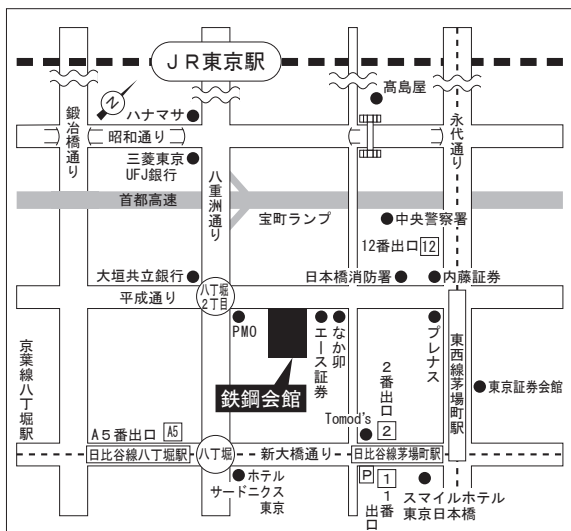 JR東京駅
N
髙島屋
ハナマサ
鍛冶橋通り
昭和通り
永代通り
三菱東京
UFJ銀行
八重洲通り
首都高速
宝町ランプ
中央警察署
12番出口 12
大垣共立銀行
日本橋消防署
内藤証券
平成通り
八丁堀
2丁目
PMO
エース証券
なか卯
プレナス
京葉線八丁堀駅
鉄鋼会館
2番出口
2
東西線茅場町駅
東京証券会館
Tomod's
A5番出口 A5
日比谷線八丁堀駅
八丁堀
新大橋通り
日比谷線茅場町駅
ホテル
サードニクス
東京
P
1
1番出口
スマイルホテル
東京日本橋